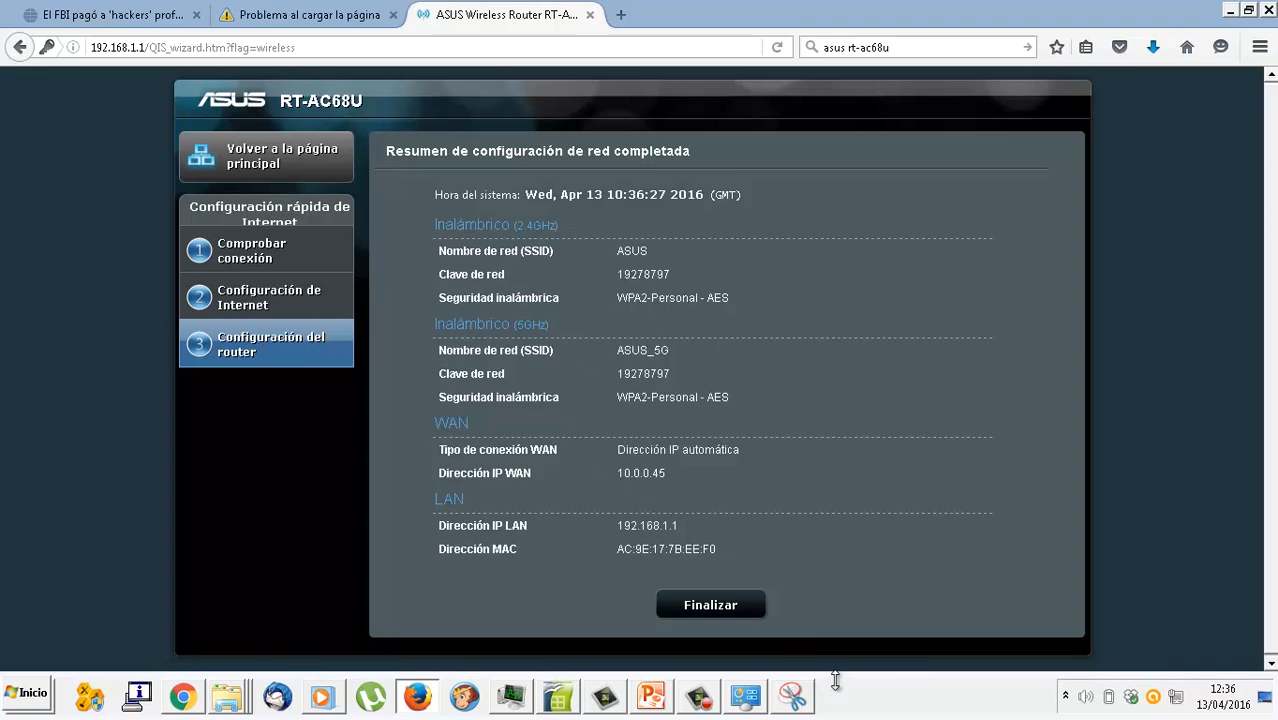 El FBI pagó a 'hackers' prof...
Problema al cargar la página
ASUS Wireless Router RT-A...
192.168.1.1/QIS_wizard.htm?flag=wireless
asus rt-ac68u
ASUS RT-AC68U
Volver a la página
principal
Configuración rápida de
Internet
1 Comprobar
conexión
2 Configuración de
Internet
3 Configuración del
router
Resumen de configuración de red completada
Hora del sistema: Wed, Apr 13 10:36:27 2016 (GMT)
Inalámbrico (2.4GHz)
Nombre de red (SSID) ASUS
Clave de red 19278797
Seguridad inalámbrica WPA2-Personal - AES
Inalámbrico (5GHz)
Nombre de red (SSID) ASUS_5G
Clave de red 19278797
Seguridad inalámbrica WPA2-Personal - AES
WAN
Tipo de conexión WAN Dirección IP automática
Dirección IP WAN 10.0.0.45
LAN
Dirección IP LAN 192.168.1.1
Dirección MAC AC:9E:17:7B:EE:F0
Finalizar
Inicio
12:36
13/04/2016